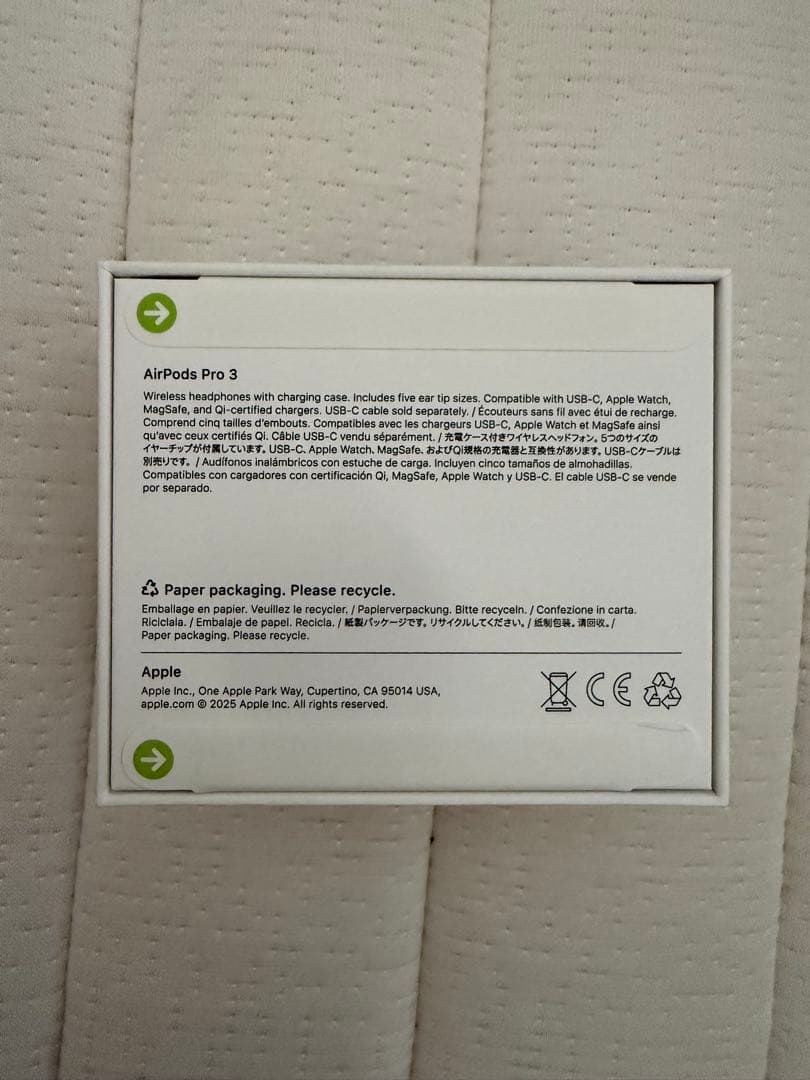 AirPods Pro 3
Wireless headphones with charging case. Includes five ear tip sizes. Compatible with USB-C, Apple Watch,
MagSafe, and Qi-certified chargers. USB-C cable sold separately. / Écouteurs sans fil avec étui de recharge.
Comprend cinq tailles d'embouts. Compatibles avec les chargeurs USB-C, Apple Watch et MagSafe ainsi
qu'avec ceux certifiés Qi. Câble USB-C vendu séparément. / 充電ケース付きワイヤレスヘッドフォン。5つのサイズの
イヤーチップが付属しています。USB-C、Apple Watch、MagSafe、およびQi規格の充電器と互換性があります。USB-Cケーブルは
別売りです。/ Audífonos inalámbricos con estuche de carga. Incluyen cinco tamaños de almohadillas.
Compatibles con cargadores con certificación Qi, MagSafe, Apple Watch y USB-C. El cable USB-C se vende
por separado.
Paper packaging. Please recycle.
Emballage en papier. Veuillez le recycler. / Papierverpackung. Bitte recyceln. / Confezione in carta.
Riciclala. / Embalaje de papel. Recicla. / 紙製パッケージです。リサイクルしてください。/ 纸制包装。请回收。/
Paper packaging. Please recycle.
Apple
Apple Inc., One Apple Park Way, Cupertino, CA 95014 USA,
apple.com © 2025 Apple Inc. All rights reserved.
CE